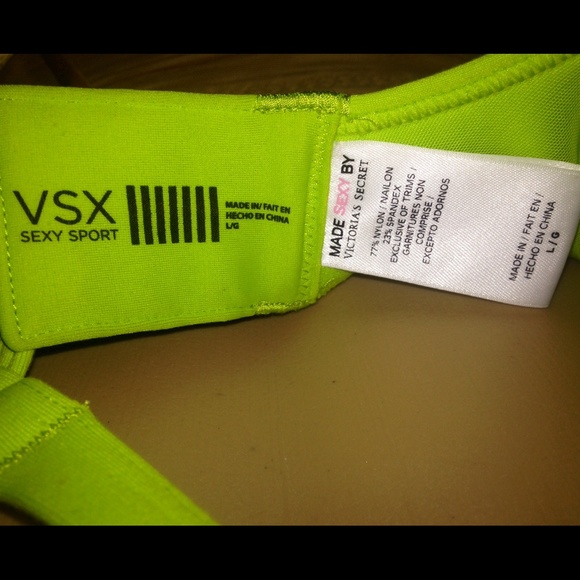 VSX
SEXY SPORT
MADE IN/ FAIT EN
HECHO EN CHINA
L/G
MADE SEXY BY
VICTORIA'S SECRET
77% NYLON / NAILON
23% SPANDEX
EXCLUSIVE OF TRIMS /
GARNITURES NON
COMPRISE /
EXCEPTO ADORNOS
MADE IN / FAIT EN /
HECHO EN CHINA
L / G